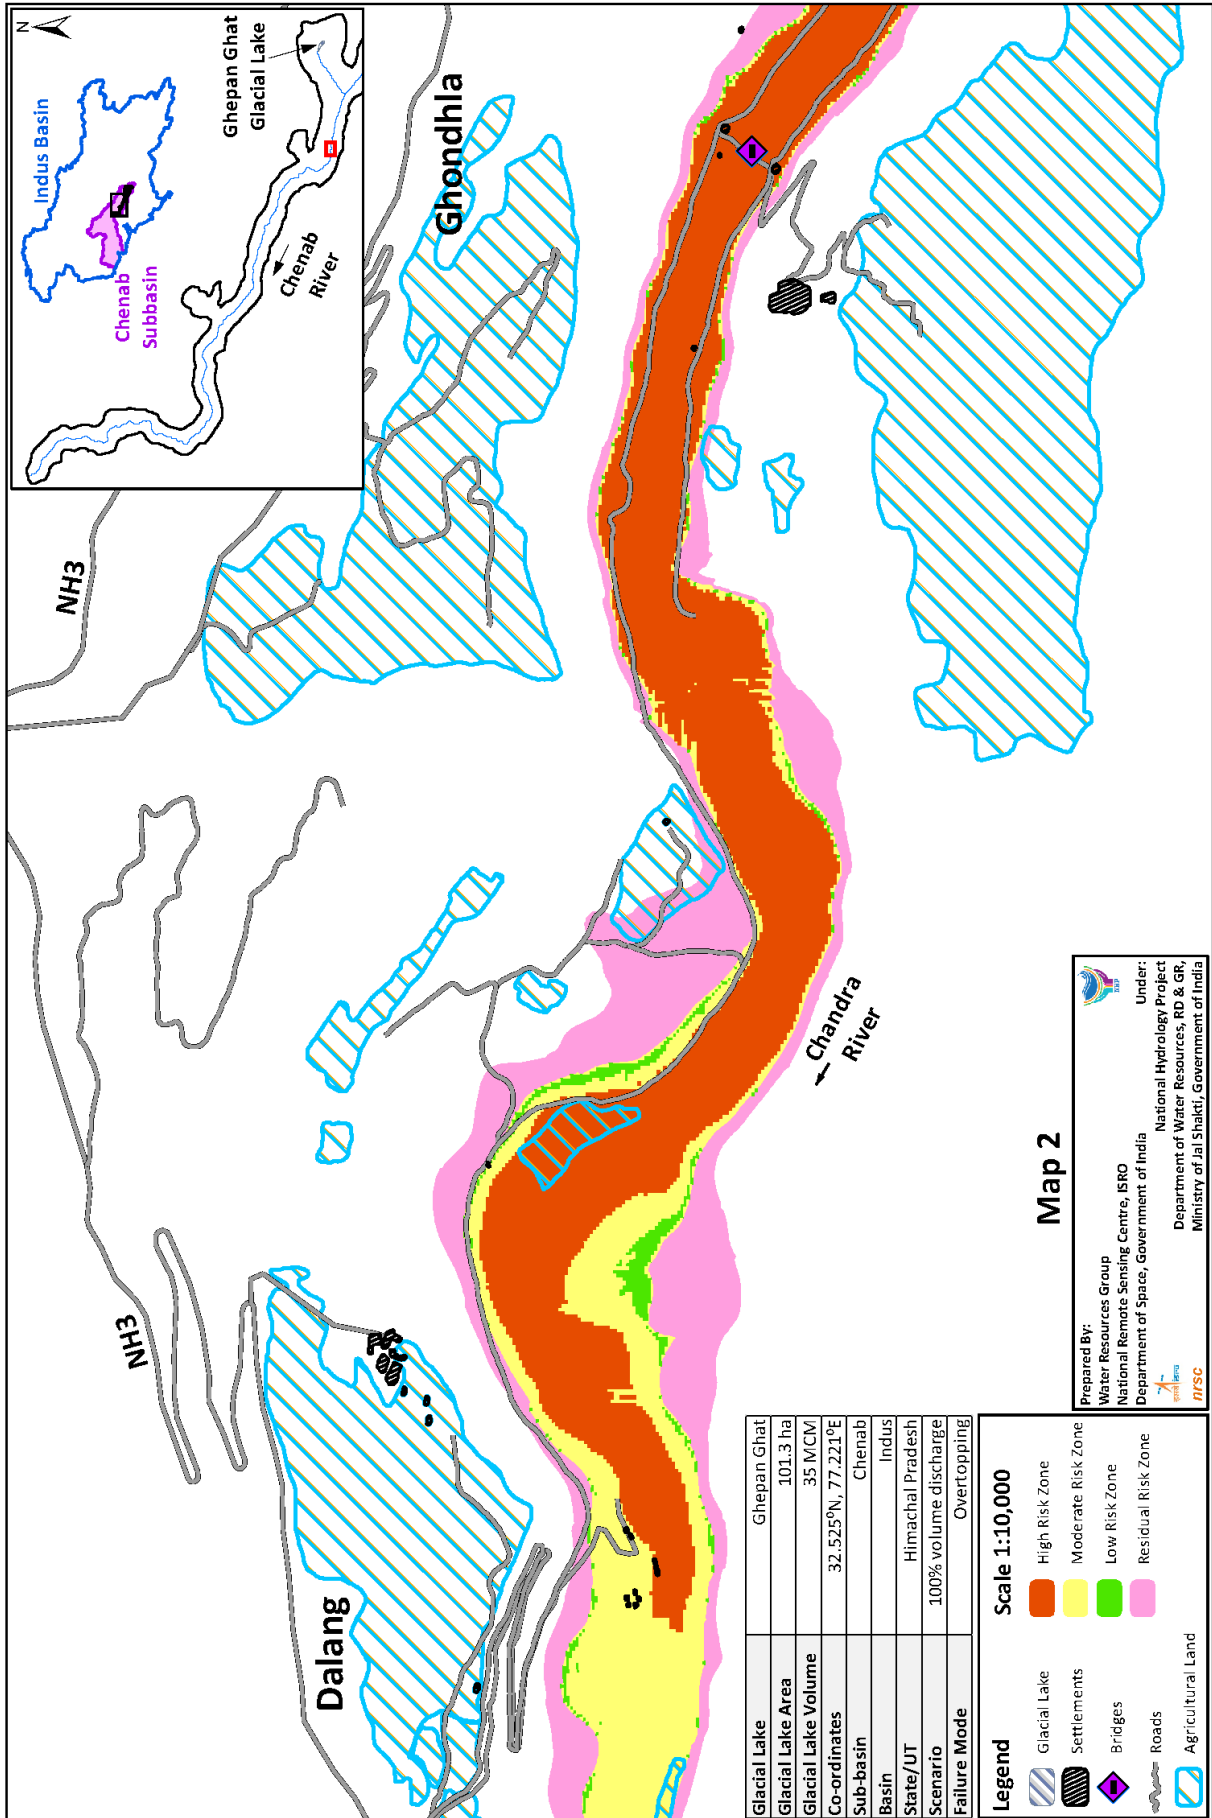 N
Indus Basin
Chenab
Subbasin
Ghepan Ghat
Glacial Lake
Chenab
River
NH3
Ghondhla
NH3
Dalang
Chandra
River
Map 2
Glacial Lake Ghepan Ghat
Glacial Lake Area 101.3 ha
Glacial Lake Volume 35 MCM
Co-ordinates 32.525⁰N, 77.221⁰E
Sub-basin Chenab
Basin Indus
State/UT Himachal Pradesh
Scenario 100% volume discharge
Failure Mode Overtopping
Legend
Scale 1:10,000
Glacial Lake
Settlements
Bridges
Roads
Agricultural Land
High Risk Zone
Moderate Risk Zone
Low Risk Zone
Residual Risk Zone
Prepared By:
Water Resources Group
National Remote Sensing Centre, ISRO
Department of Space, Government of India
Under:
National Hydrology Project
Department of Water Resources, RD & GR,
Ministry of Jal Shakti, Government of India
nrsc